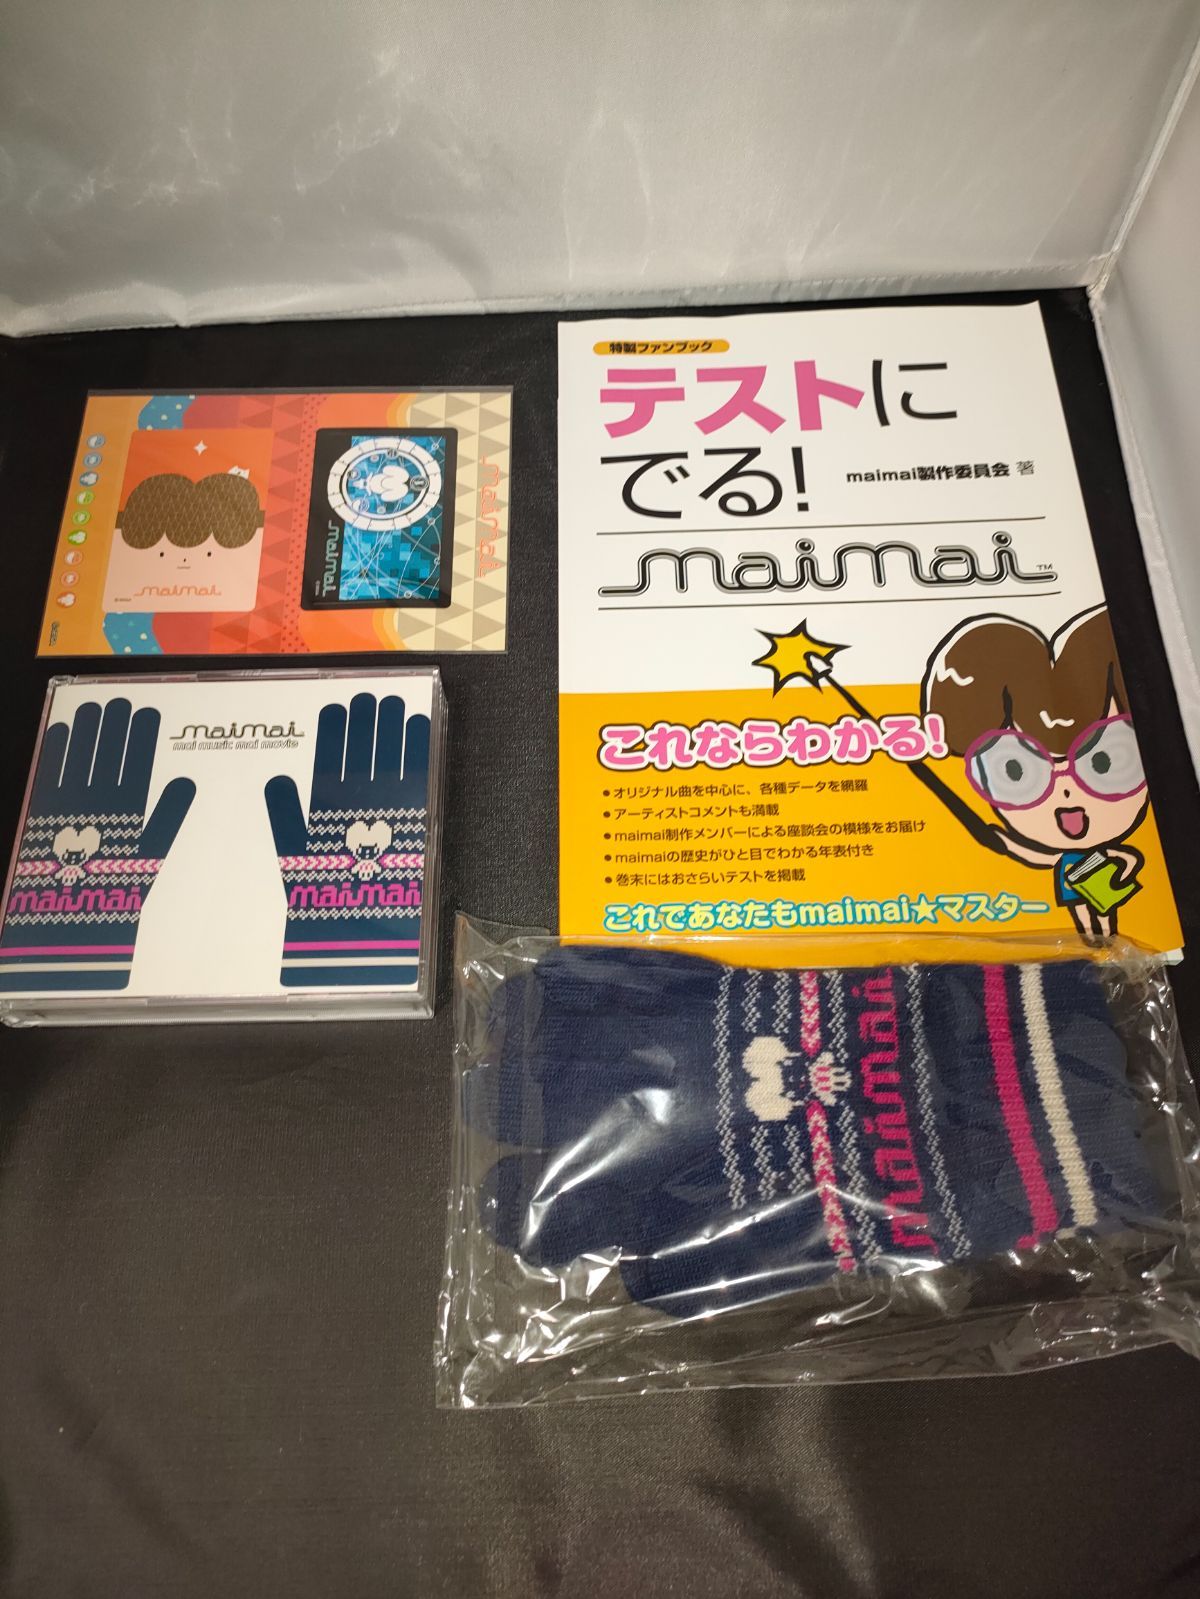 特製ファンブック
テストに
でる!
maimai製作委員会 著
maimai™
これならわかる!
●オリジナル曲を中心に、各種データを網羅
●アーティストコメントも満載
●maimai制作メンバーによる座談会の模様をお届け
●maimaiの歴史がひと目でわかる年表付き
●巻末にはおさらいテストを掲載
これであなたもmaimai★マスター
maimai
maimai
maimai
maimai
mai music mai movie
maimai
maimai
maimai